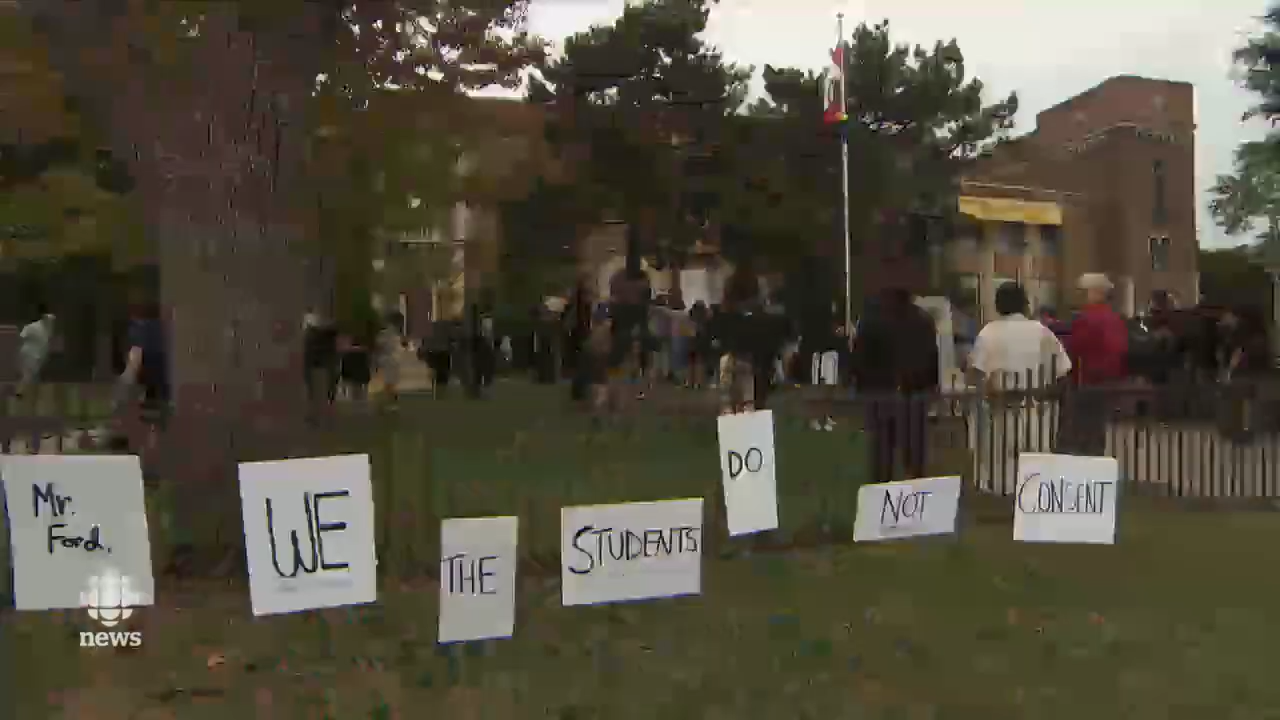 Mr.
Ford.
WE
THE
STUDENTS
DO
NOT
CONSENT
news